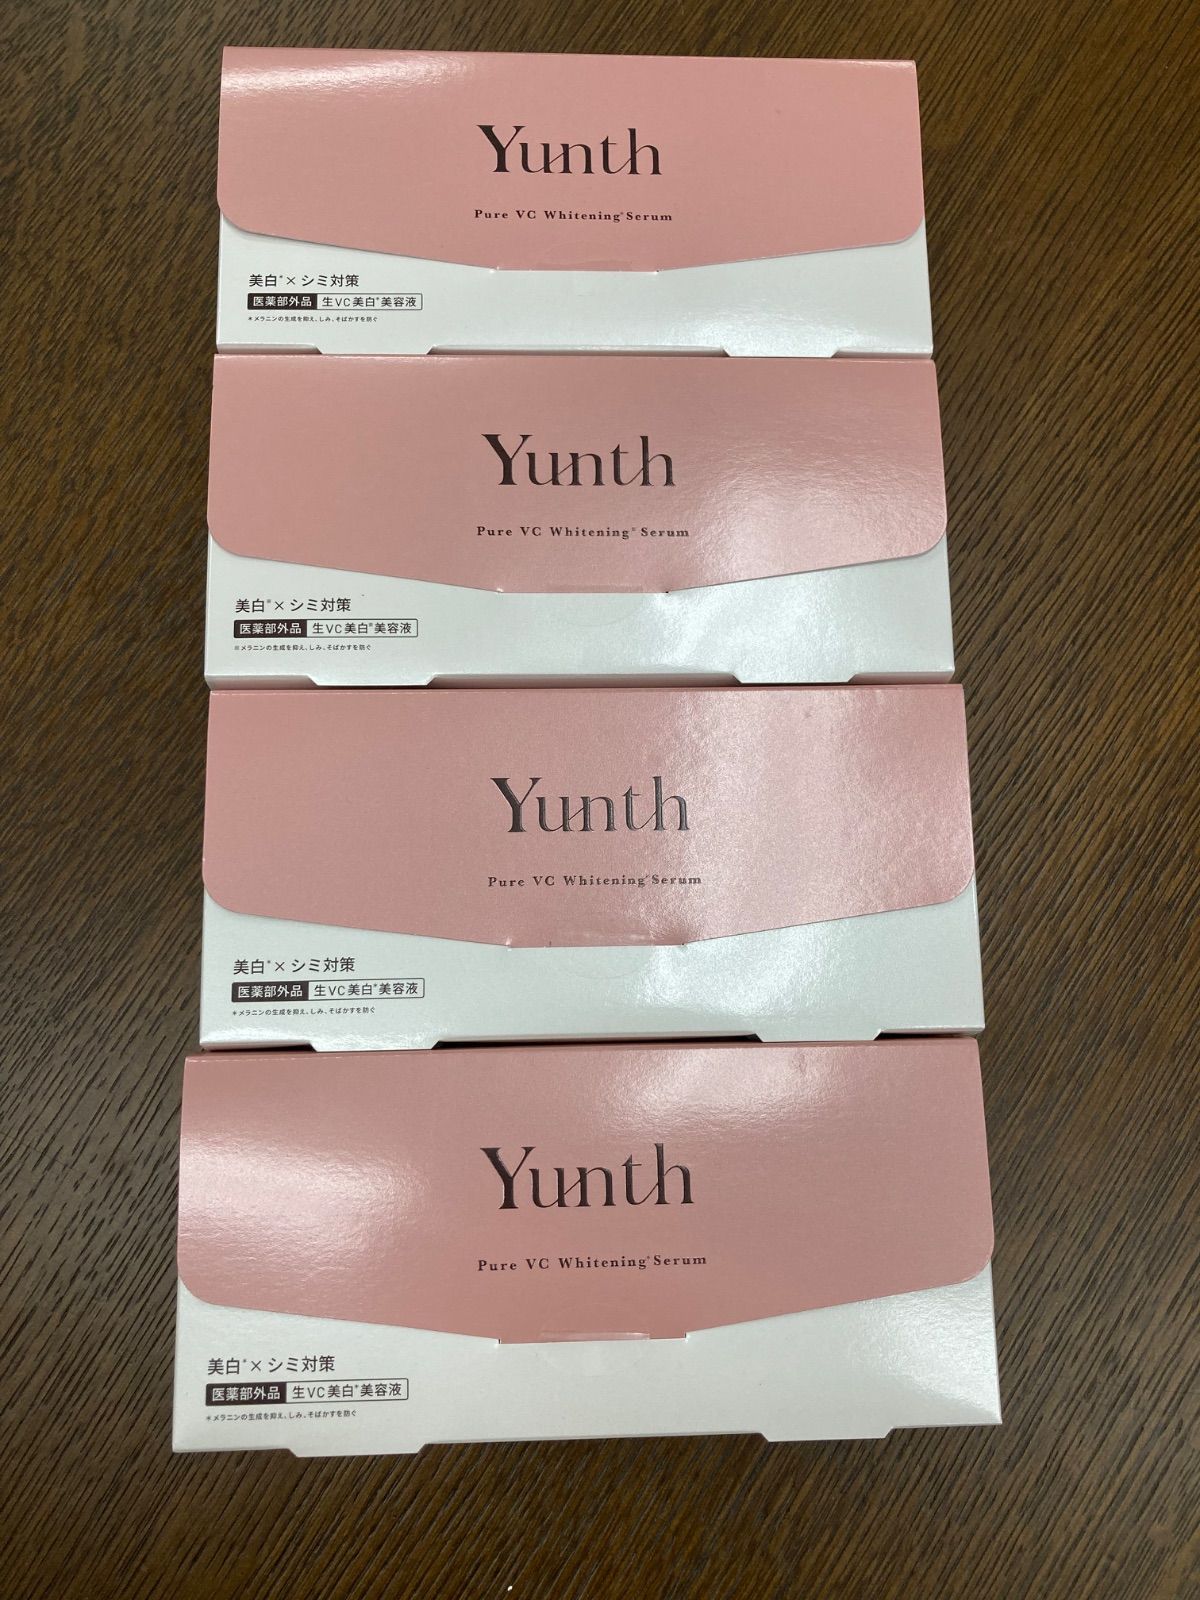 Yunth
Pure VC Whitening*Serum
美白*×シミ対策
医薬部外品 生VC美白*美容液
*メラニンの生成を抑え、しみ、そばかすを防ぐ
Yunth
Pure VC Whitening※Serum
美白※×シミ対策
医薬部外品 生VC美白※美容液
※メラニンの生成を抑え、しみ、そばかすを防ぐ
Yunth
Pure VC Whitening*Serum
美白*×シミ対策
医薬部外品 生VC美白*美容液
*メラニンの生成を抑え、しみ、そばかすを防ぐ
Yunth
Pure VC Whitening*Serum
美白*×シミ対策
医薬部外品 生VC美白*美容液
*メラニンの生成を抑え、しみ、そばかすを防ぐ